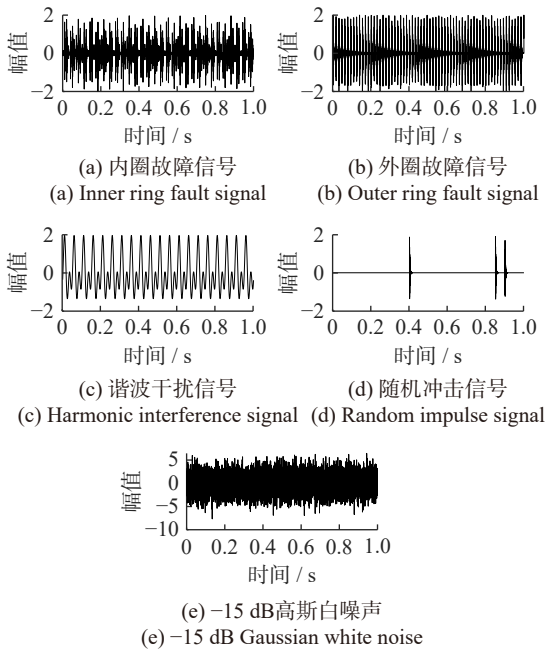 2
0
−2
幅值
0 0.2 0.4 0.6 0.8 1.0
时间 / s
(a) 内圈故障信号
(a) Inner ring fault signal
2
0
−2
幅值
0 0.2 0.4 0.6 0.8 1.0
时间 / s
(b) 外圈故障信号
(b) Outer ring fault signal
2
0
−2
幅值
0 0.2 0.4 0.6 0.8 1.0
时间 / s
(c) 谐波干扰信号
(c) Harmonic interference signal
2
0
−2
幅值
0 0.2 0.4 0.6 0.8 1.0
时间 / s
(d) 随机冲击信号
(d) Random impulse signal
5
0
−5
−10
幅值
0 0.2 0.4 0.6 0.8 1.0
时间 / s
(e) −15 dB高斯白噪声
(e) −15 dB Gaussian white noise